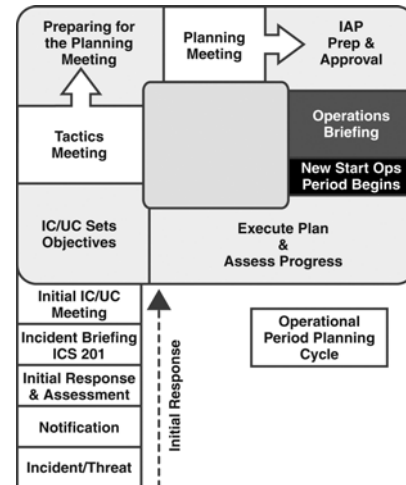 Preparing for
the Planning
Meeting
Planning
Meeting
IAP
Prep &
Approval
Tactics
Meeting
Operations
Briefing
New Start Ops
Period Begins
IC/UC Sets
Objectives
Execute Plan
&
Assess Progress
Initial IC/UC
Meeting
Incident Briefing
ICS 201
Initial Response
& Assessment
Notification
Incident/Threat
Initial Response
Operational
Period Planning
Cycle